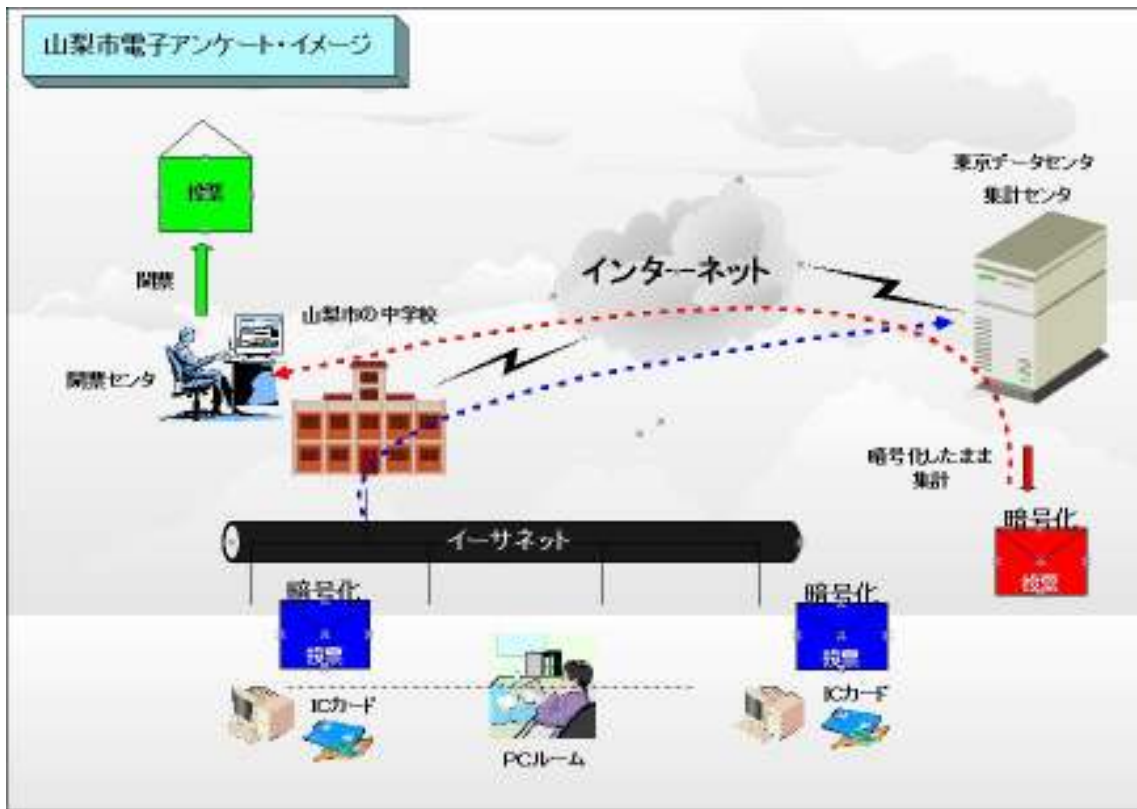 山梨市電子アンケート・イメージ
投票
開票
開票センタ
山梨市の中学校
インターネット
東京データセンタ
集計センタ
暗号化したまま
集計
暗号化
投票
イーサネット
暗号化
投票
ICカード
PCルーム
暗号化
投票
ICカード